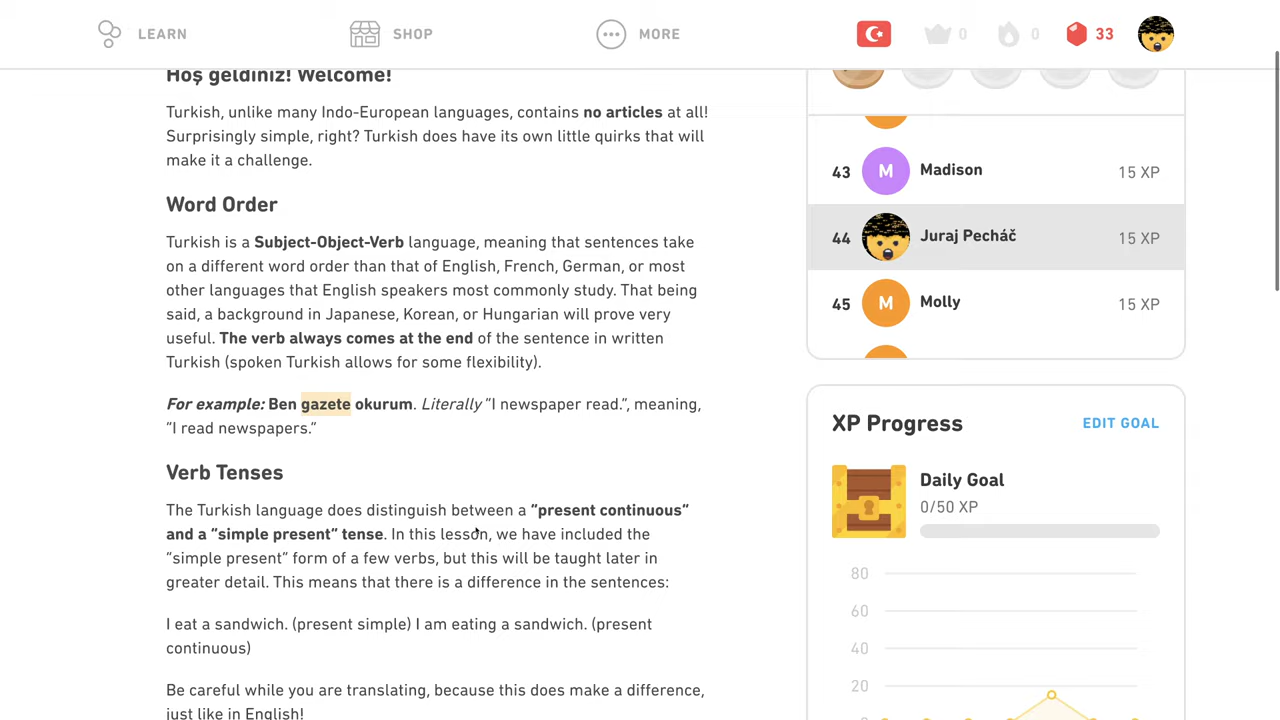 LEARN
SHOP
MORE
0
0
33
Hoş geldiniz! Welcome!
Turkish, unlike many Indo-European languages, contains no articles at all!
Surprisingly simple, right? Turkish does have its own little quirks that will
make it a challenge.
Word Order
Turkish is a Subject-Object-Verb language, meaning that sentences take
on a different word order than that of English, French, German, or most
other languages that English speakers most commonly study. That being
said, a background in Japanese, Korean, or Hungarian will prove very
useful. The verb always comes at the end of the sentence in written
Turkish (spoken Turkish allows for some flexibility).
For example: Ben gazete okurum. Literally "I newspaper read.", meaning,
"I read newspapers."
Verb Tenses
The Turkish language does distinguish between a "present continuous"
and a "simple present" tense. In this lesson, we have included the
"simple present" form of a few verbs, but this will be taught later in
greater detail. This means that there is a difference in the sentences:
I eat a sandwich. (present simple) I am eating a sandwich. (present
continuous)
Be careful while you are translating, because this does make a difference,
just like in English!
43 M Madison 15 XP
44 Juraj Pecháč 15 XP
45 M Molly 15 XP
XP Progress
EDIT GOAL
Daily Goal
0/50 XP
80
60
40
20